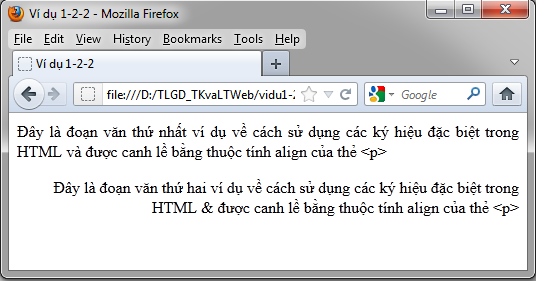 Ví dụ 1-2-2 - Mozilla Firefox
File Edit View History Bookmarks Tools Help
Ví dụ 1-2-2
file:///D:/TLGD_TKvaLTWeb/vidu1-2 Google
Đây là đoạn văn thứ nhất ví dụ về cách sử dụng các ký hiệu đặc biệt trong
HTML và được canh lề bằng thuộc tính align của thẻ <p>
Đây là đoạn văn thứ hai ví dụ về cách sử dụng các ký hiệu đặc biệt trong
HTML & được canh lề bằng thuộc tính align của thẻ <p>